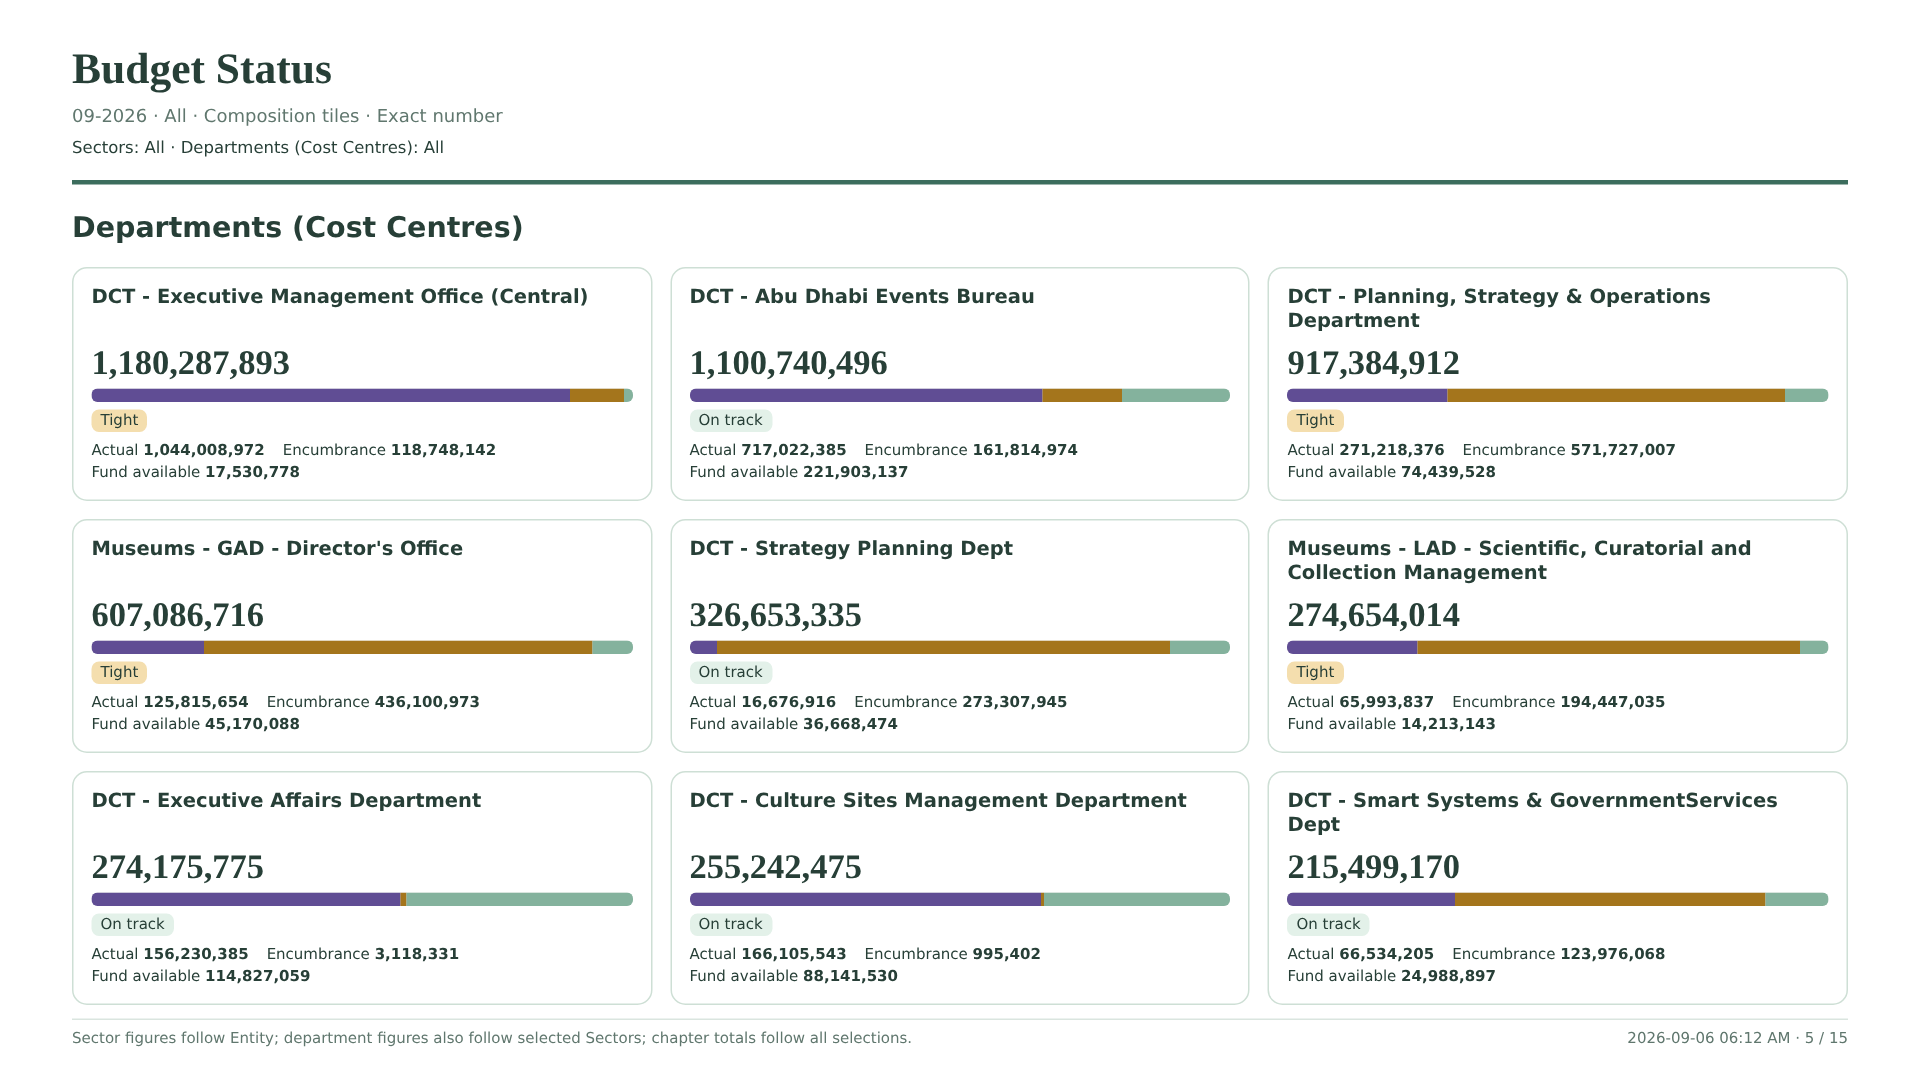 Budget Status
09-2026 · All · Composition tiles · Exact number
Sectors: All · Departments (Cost Centres): All
Departments (Cost Centres)
DCT - Executive Management Office (Central)
1,180,287,893
Tight
Actual 1,044,008,972 Encumbrance 118,748,142
Fund available 17,530,778
DCT - Abu Dhabi Events Bureau
1,100,740,496
On track
Actual 717,022,385 Encumbrance 161,814,974
Fund available 221,903,137
DCT - Planning, Strategy & Operations
Department
917,384,912
Tight
Actual 271,218,376 Encumbrance 571,727,007
Fund available 74,439,528
Museums - GAD - Director's Office
607,086,716
Tight
Actual 125,815,654 Encumbrance 436,100,973
Fund available 45,170,088
DCT - Strategy Planning Dept
326,653,335
On track
Actual 16,676,916 Encumbrance 273,307,945
Fund available 36,668,474
Museums - LAD - Scientific, Curatorial and
Collection Management
274,654,014
Tight
Actual 65,993,837 Encumbrance 194,447,035
Fund available 14,213,143
DCT - Executive Affairs Department
274,175,775
On track
Actual 156,230,385 Encumbrance 3,118,331
Fund available 114,827,059
DCT - Culture Sites Management Department
255,242,475
On track
Actual 166,105,543 Encumbrance 995,402
Fund available 88,141,530
DCT - Smart Systems & GovernmentServices
Dept
215,499,170
On track
Actual 66,534,205 Encumbrance 123,976,068
Fund available 24,988,897
Sector figures follow Entity; department figures also follow selected Sectors; chapter totals follow all selections.
2026-09-06 06:12 AM · 5 / 15